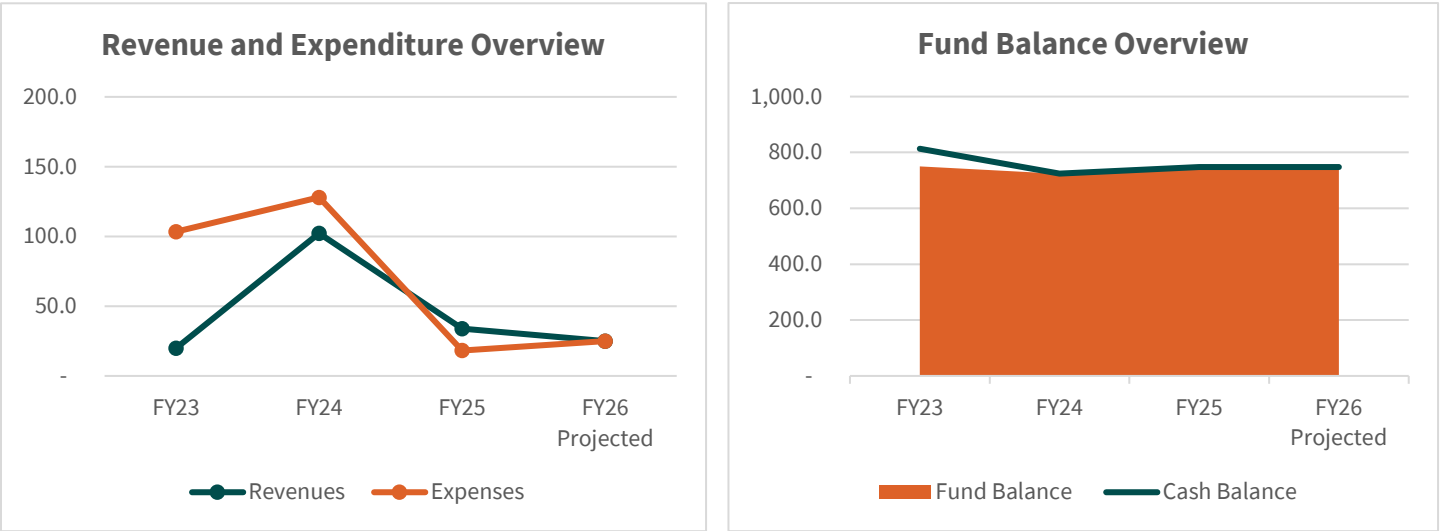 Revenue and Expenditure Overview
200.0
150.0
100.0
50.0
-
FY23
FY24
FY25
FY26
Projected
Revenues
Expenses
Fund Balance Overview
1,000.0
800.0
600.0
400.0
200.0
-
FY23
FY24
FY25
FY26
Projected
Fund Balance
Cash Balance